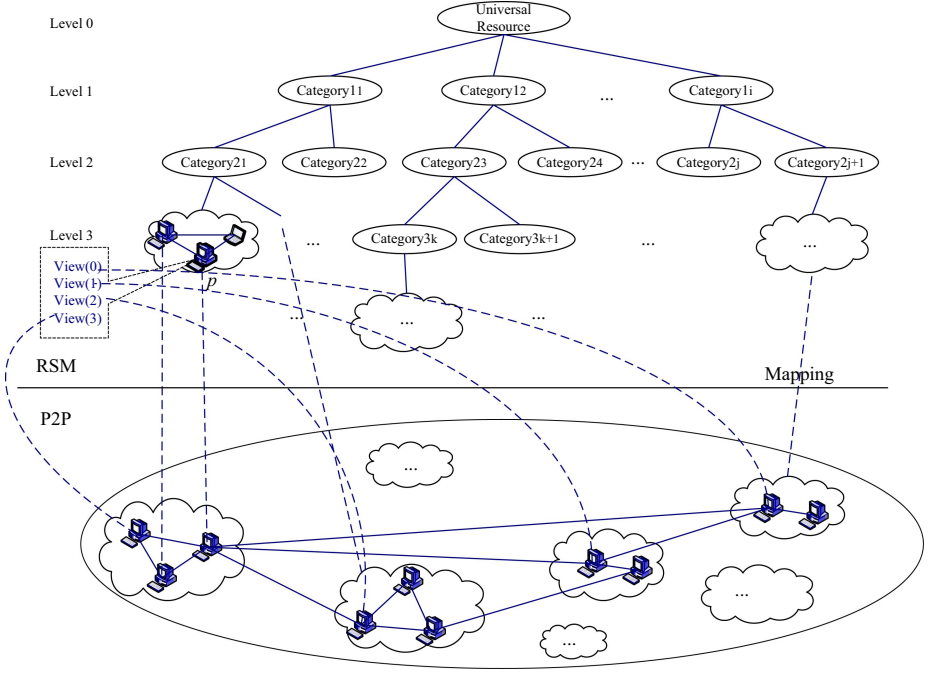 Level 0
Universal
Resource
Level 1
Category11
Category12
...
Category1i
Level 2
Category21
Category22
Category23
Category24
...
Category2j
Category2j+1
Level 3
...
Category3k
Category3k+1
...
...
View(0)
View(1)
View(2)
View(3)
p
...
...
...
RSM
Mapping
P2P
...
...
...